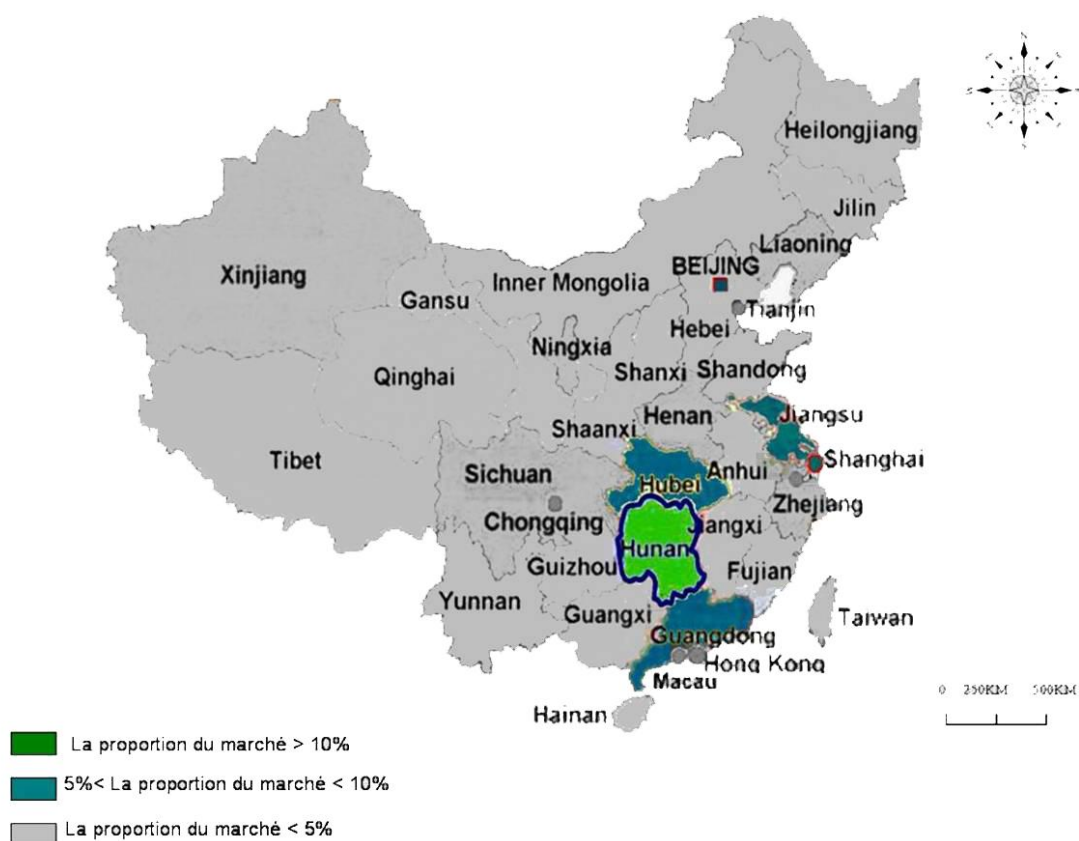 Heilongjiang
Jilin
Liaoning
BEIJING
Xinjiang
Inner Mongolia
Gansu
Tianjin
Hebei
Ningxia
Shanxi
Shandong
Qinghai
Henan
Jiangsu
Shaanxi
Tibet
Shanghai
Sichuan
Anhui
Hubei
Zhejiang
Chongqing
Jiangxi
Hunan
Guizhou
Fujian
Yunnan
Guangxi
Taiwan
Guangdong
Hong Kong
Macau
Hainan
0 250KM 500KM
La proportion du marché > 10%
5%< La proportion du marché < 10%
La proportion du marché < 5%